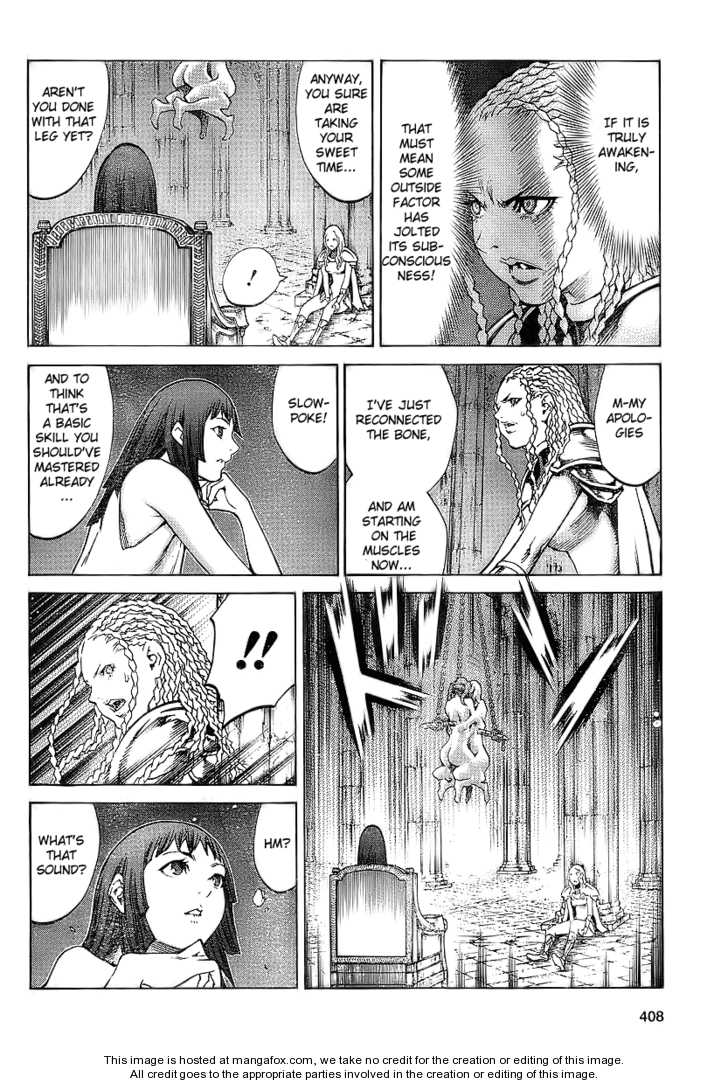 IF IT IS
TRULY
AWAKEN-
ING,
THAT
MUST
MEAN
SOME
OUTSIDE
FACTOR
HAS
JOLTED
ITS SUB-
CONSCIOUS
NESS!
ANYWAY,
YOU SURE
ARE
TAKING
YOUR
SWEET
TIME...
AREN'T
YOU DONE
WITH THAT
LEG YET?
!
M-MY
APOLO-
GIES
I'VE JUST
RECONNECTED
THE BONE,
AND AM
STARTING
ON THE
MUSCLES
NOW...
SLOW-
POKE!
AND TO
THINK
THAT'S
A BASIC
SKILL YOU
SHOULD'VE
MASTERED
ALREADY
...
!!
HM?
WHAT'S
THAT
SOUND?
408
This image is hosted at mangafox.com, we take no credit for the creation or editing of this image.
All credit goes to the appropriate parties involved in the creation or editing of this image.